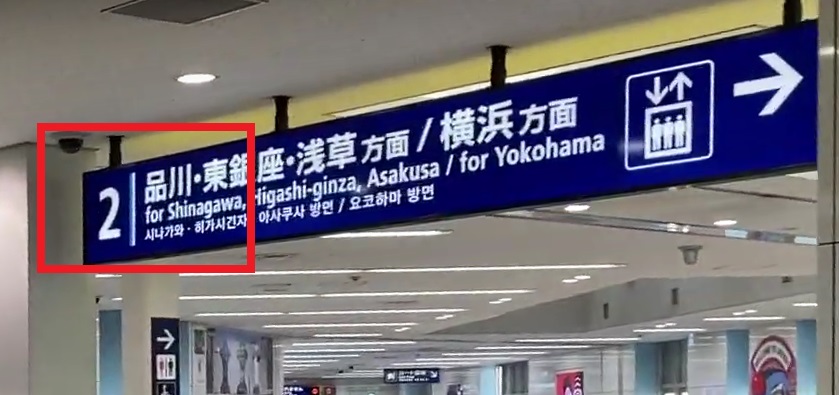 2
品川・東銀座・浅草方面 / 横浜方面
for Shinagawa, Higashi-ginza, Asakusa / for Yokohama
시나가와・히가시긴자・아사쿠사 방면 / 요코하마 방면